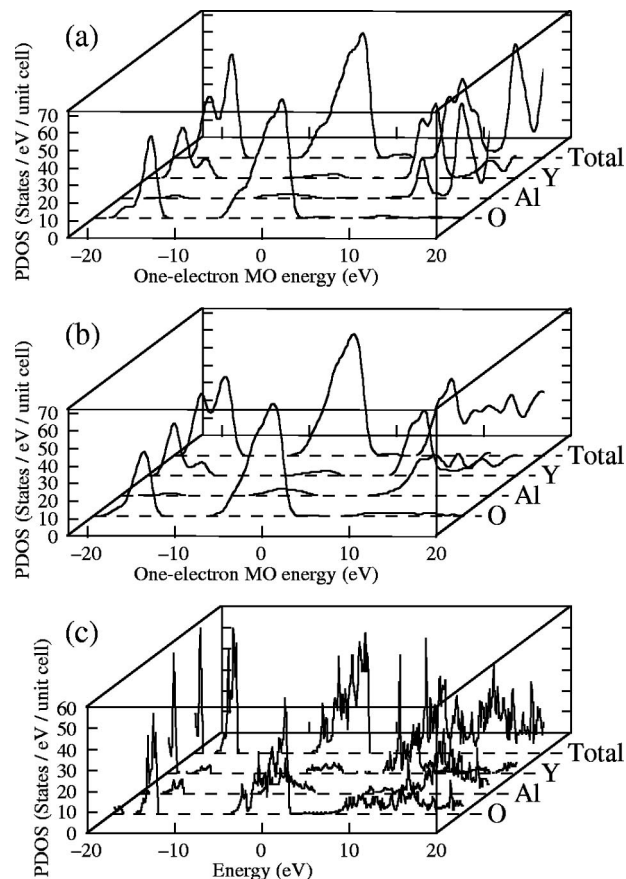 (a)
PDOS (States / eV / unit cell)
70
60
50
40
30
20
10
0
Total
Y
Al
O
−20 −10 0 10 20
One-electron MO energy (eV)
(b)
PDOS (States / eV / unit cell)
70
60
50
40
30
20
10
0
Total
Y
Al
O
−20 −10 0 10 20
One-electron MO energy (eV)
(c)
PDOS (States / eV / unit cell)
60
50
40
30
20
10
0
Total
Y
Al
O
−20 −10 0 10 20
Energy (eV)